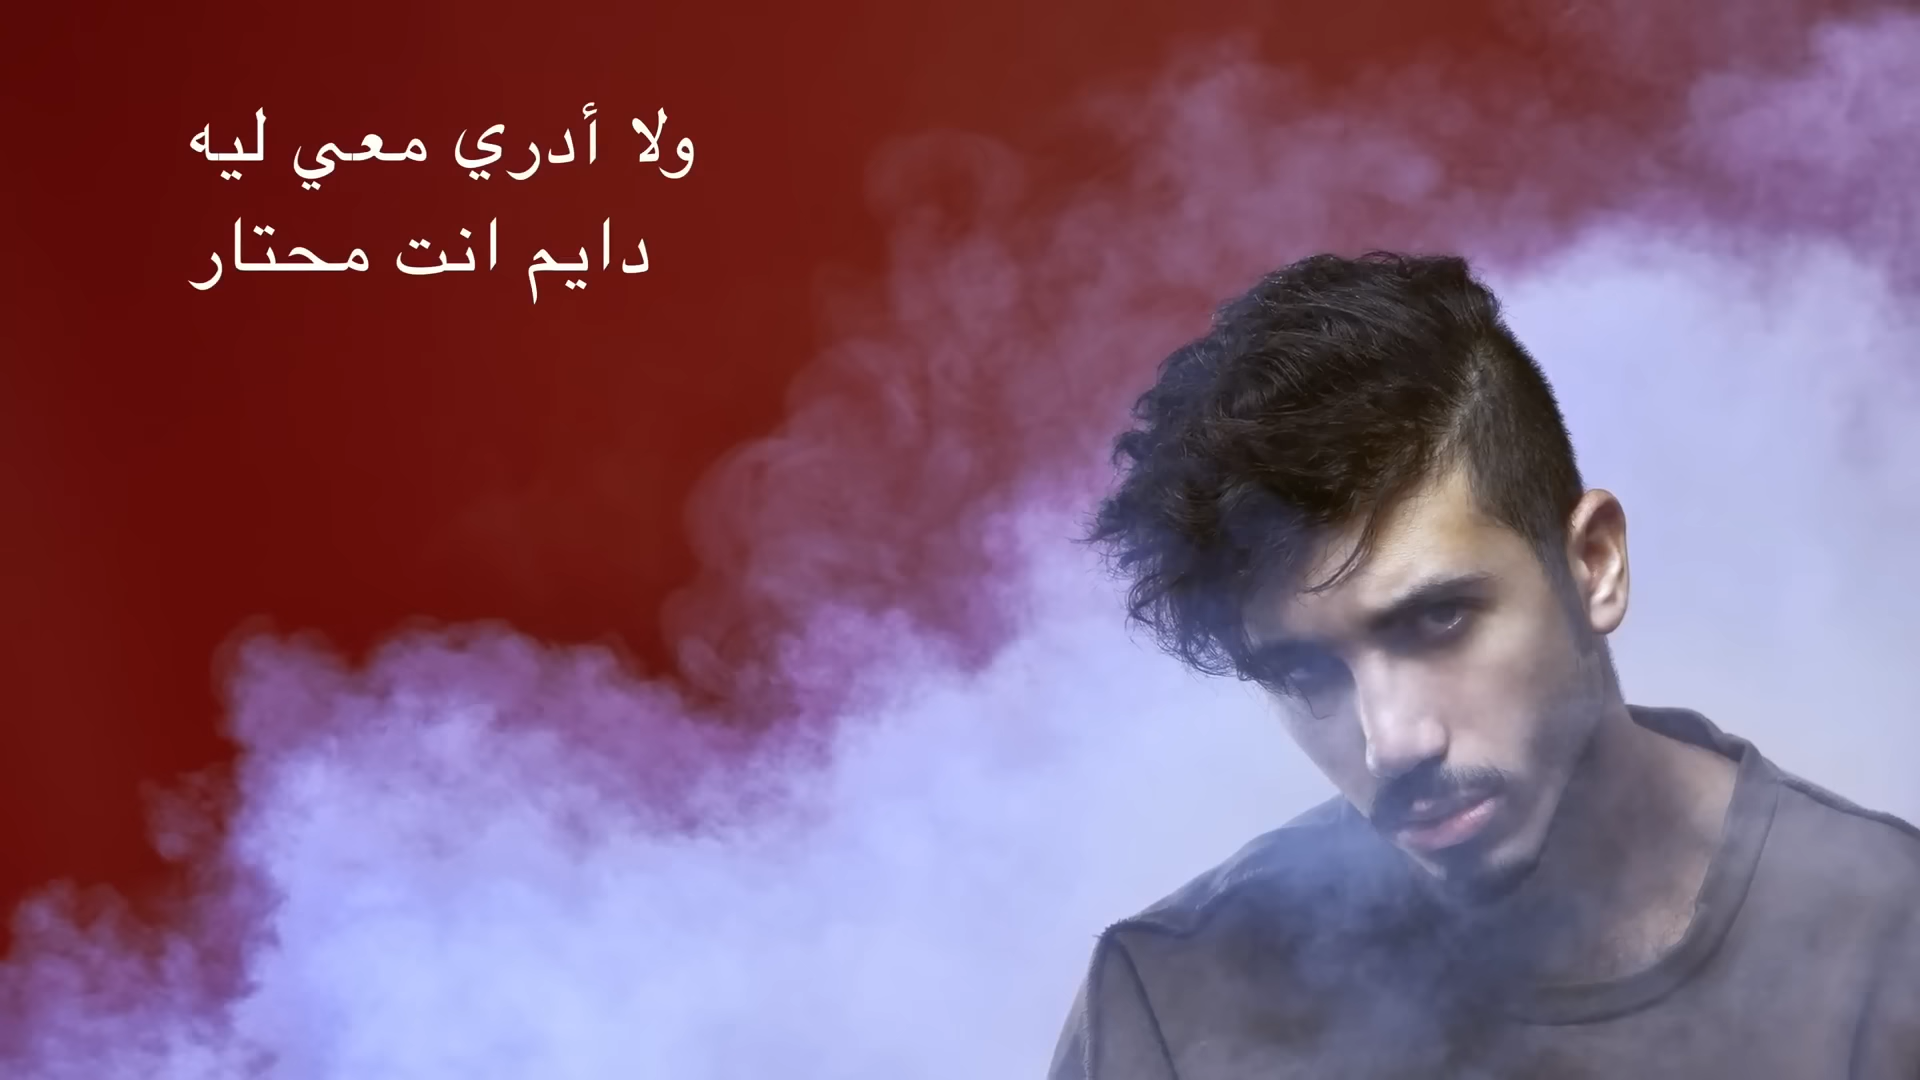 ولا أدري معي ليه
دايم انت محتار